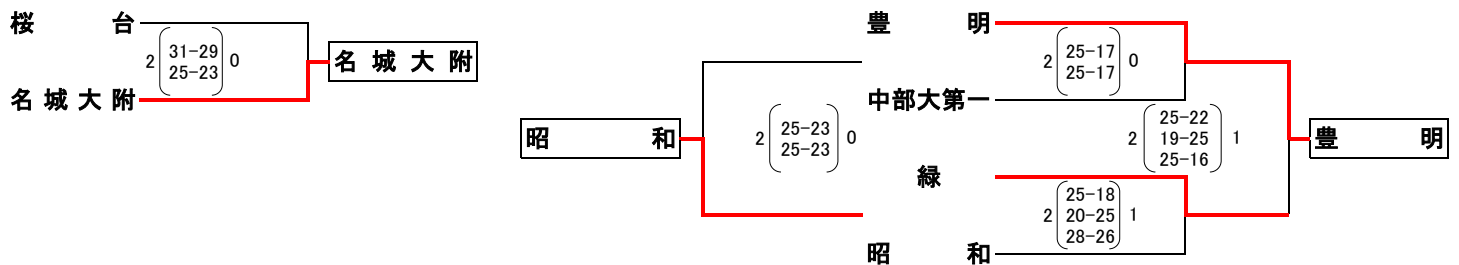 桜台
2 31-29 0
25-23
名城大附
名城大附
昭和
2 25-23 0
25-23
豊明
2 25-17 0
25-17
中部大第一
25-22
2 19-25 1
25-16
豊明
緑
25-18
2 20-25 1
28-26
昭和